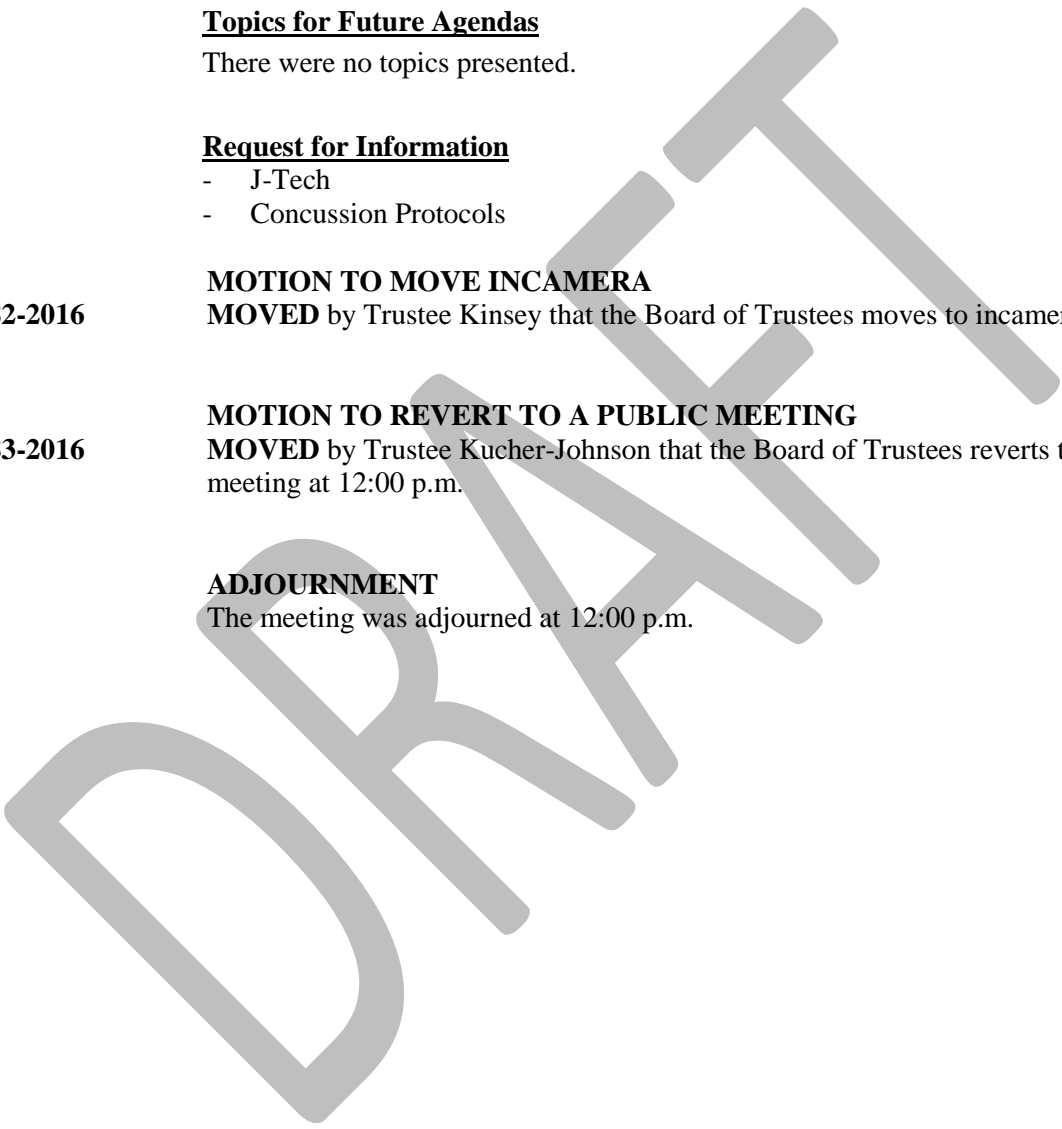 Topics for Future Agendas
There were no topics presented.
Request for Information
- J-Tech
- Concussion Protocols
MOTION TO MOVE INCAMERA
2-2016 MOVED by Trustee Kinsey that the Board of Trustees moves to
MOTION TO REVERT TO A PUBLIC MEETING
3-2016 MOVED by Trustee Kucher-Johnson that the Board of Trustees reverts
meeting at 12:00 p.m.
ADJOURNMENT
The meeting was adjourned at 12:00 p.m.
DRAFT